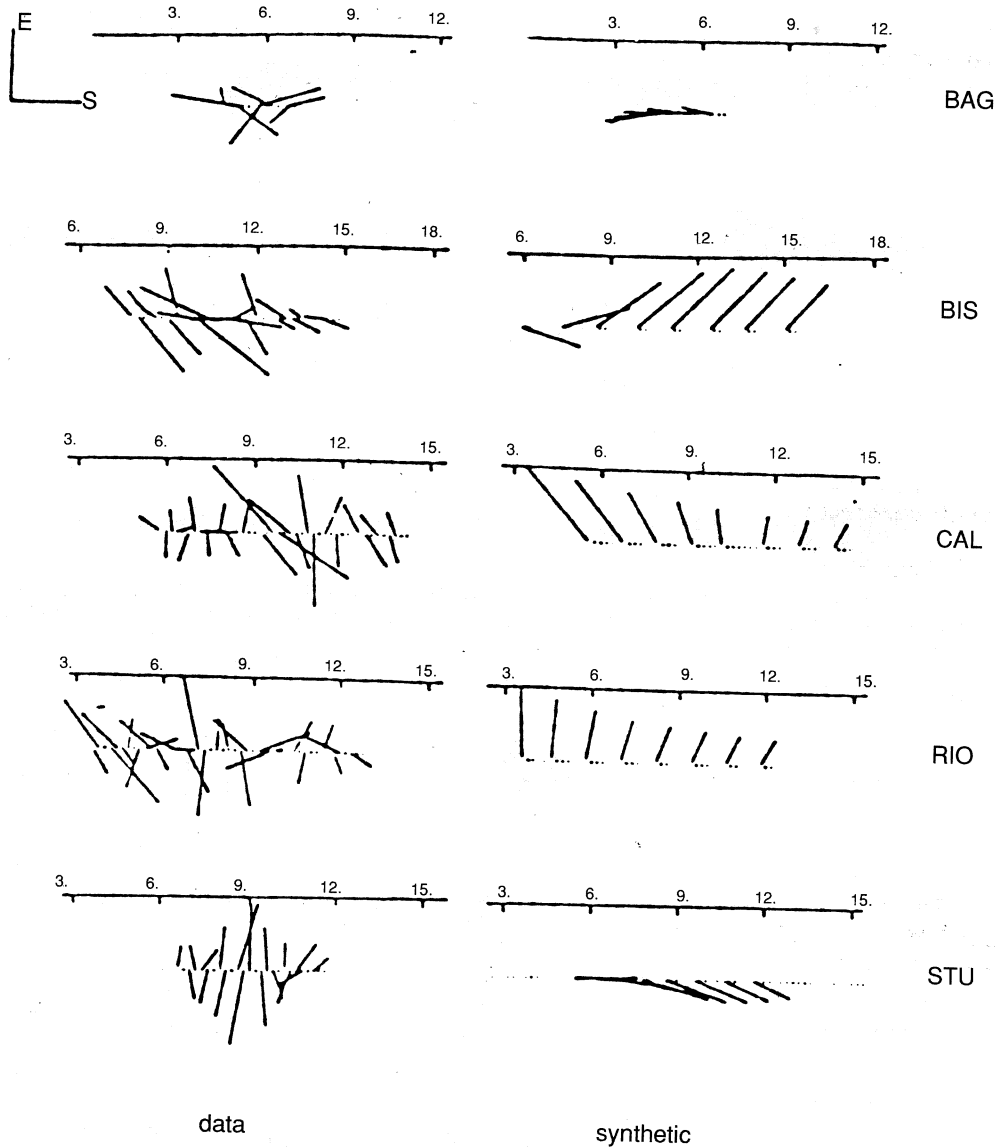 E
3. 6. 9. 12.
3. 6. 9. 12.
S
BAG
6. 9. 12. 15. 18.
6. 9. 12. 15. 18.
BIS
3. 6. 9. 12. 15.
3. 6. 9. 12. 15.
CAL
3. 6. 9. 12. 15.
3. 6. 9. 12. 15.
RIO
3. 6. 9. 12. 15.
3. 6. 9. 12. 15.
STU
data
synthetic